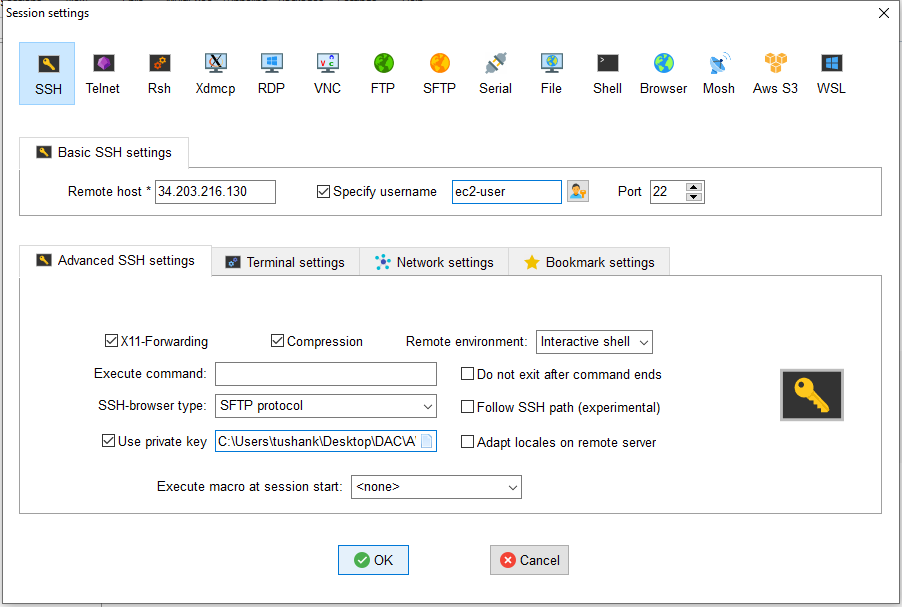 Session settings
SSH Telnet Rsh Xdmcp RDP VNC FTP SFTP Serial File Shell Browser Mosh Aws S3 WSL
Basic SSH settings
Remote host * 34.203.216.130 Specify username ec2-user Port 22
Advanced SSH settings Terminal settings Network settings Bookmark settings
X11-Forwarding Compression Remote environment: Interactive shell
Execute command: Do not exit after command ends
SSH-browser type: SFTP protocol Follow SSH path (experimental)
Use private key C:\Users\tushank\Desktop\DAC\A Adapt locales on remote server
Execute macro at session start: <none>
OK Cancel